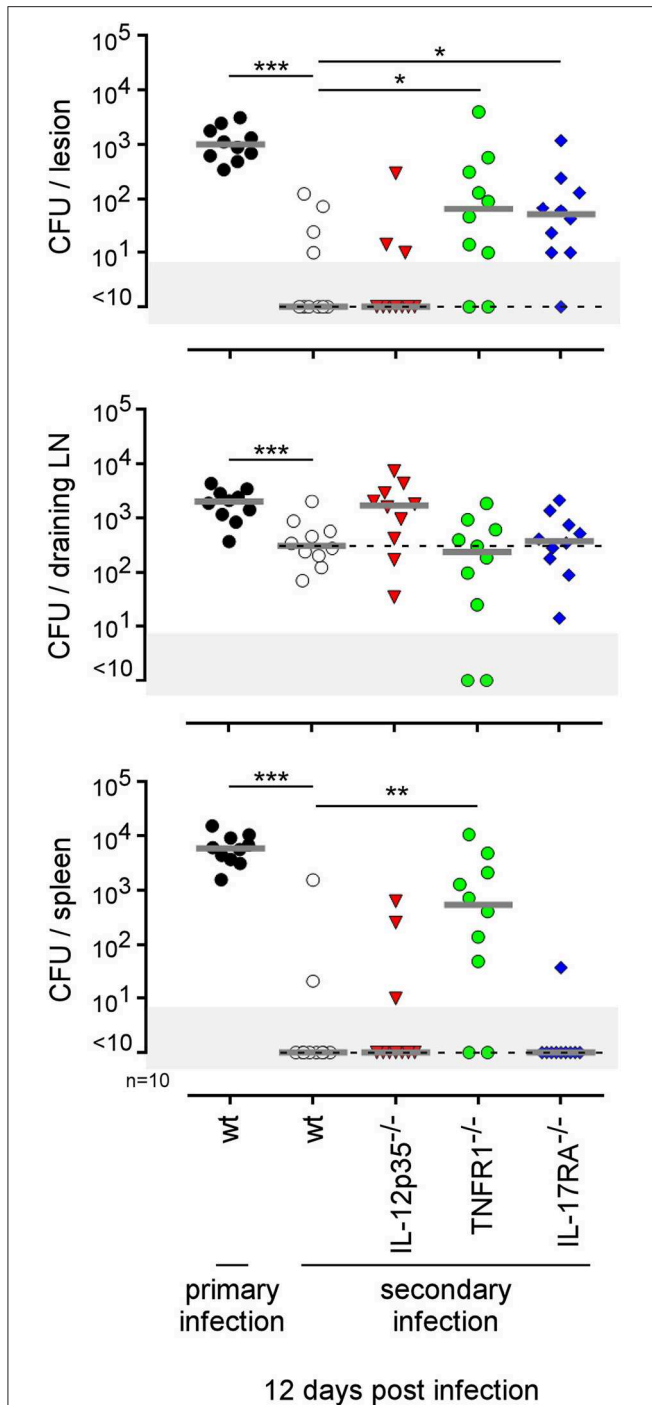 10⁵
*
***
*
10⁴
10³
10²
10¹
<10
CFU / lesion
10⁵
***
10⁴
10³
10²
10¹
<10
CFU / draining LN
10⁵
***
**
10⁴
10³
10²
10¹
<10
CFU / spleen
n=10
wt
wt
IL-12p35⁻/⁻
TNFR1⁻/⁻
IL-17RA⁻/⁻
primary infection
secondary infection
12 days post infection